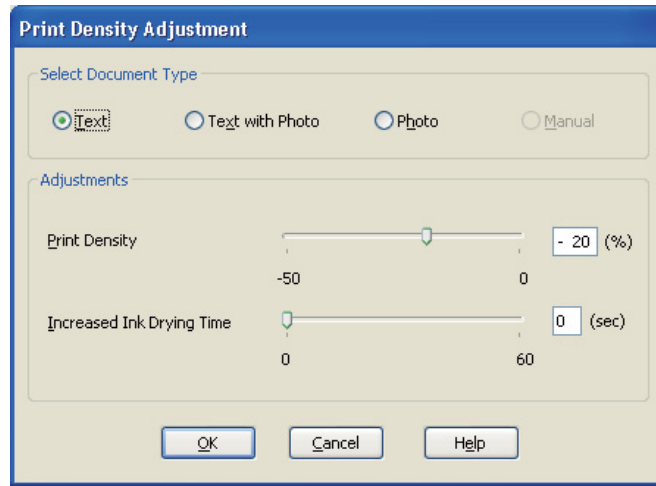 Print Density Adjustment
Select Document Type
Text Text with Photo Photo Manual
Adjustments
Print Density - 20 (%)
-50 0
Increased Ink Drying Time 0 (sec)
0 60
OK Cancel Help